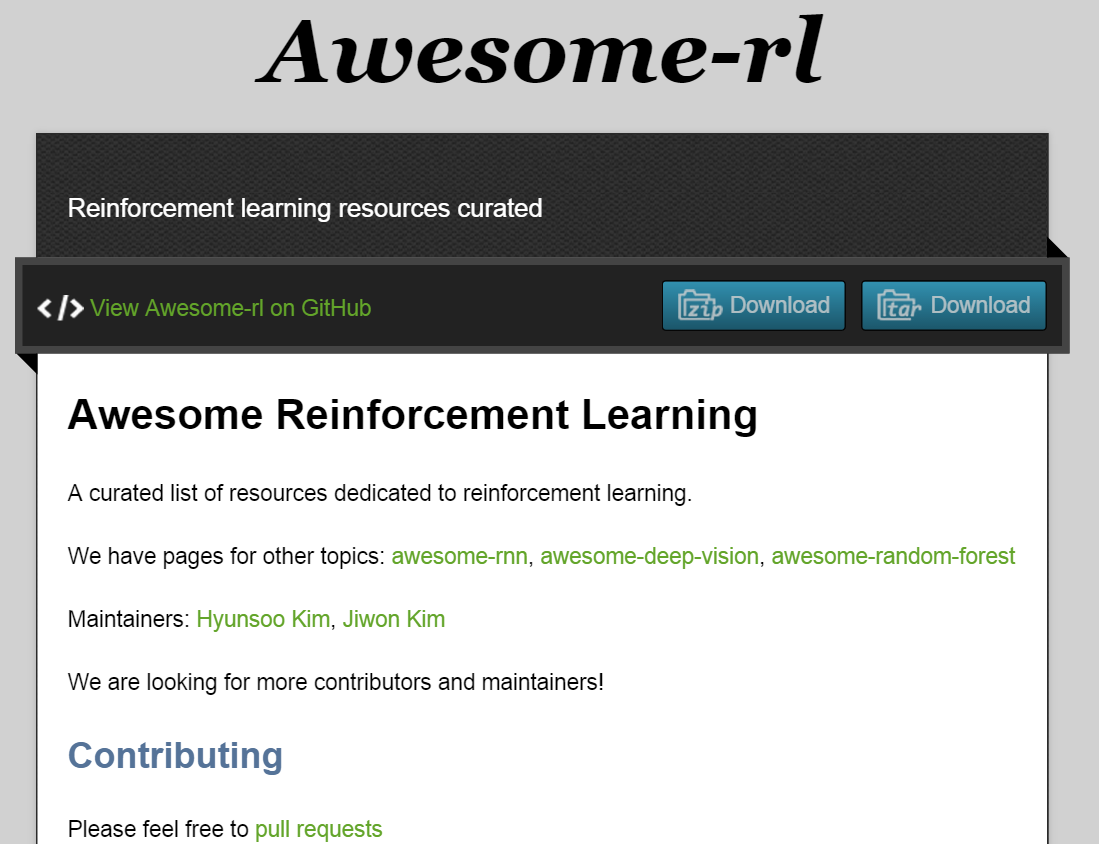 Awesome-rl
Reinforcement learning resources curated
</> View Awesome-rl on GitHub
zip Download
tar Download
Awesome Reinforcement Learning
A curated list of resources dedicated to reinforcement learning.
We have pages for other topics: awesome-rnn, awesome-deep-vision, awesome-random-forest
Maintainers: Hyunsoo Kim, Jiwon Kim
We are looking for more contributors and maintainers!
Contributing
Please feel free to pull requests